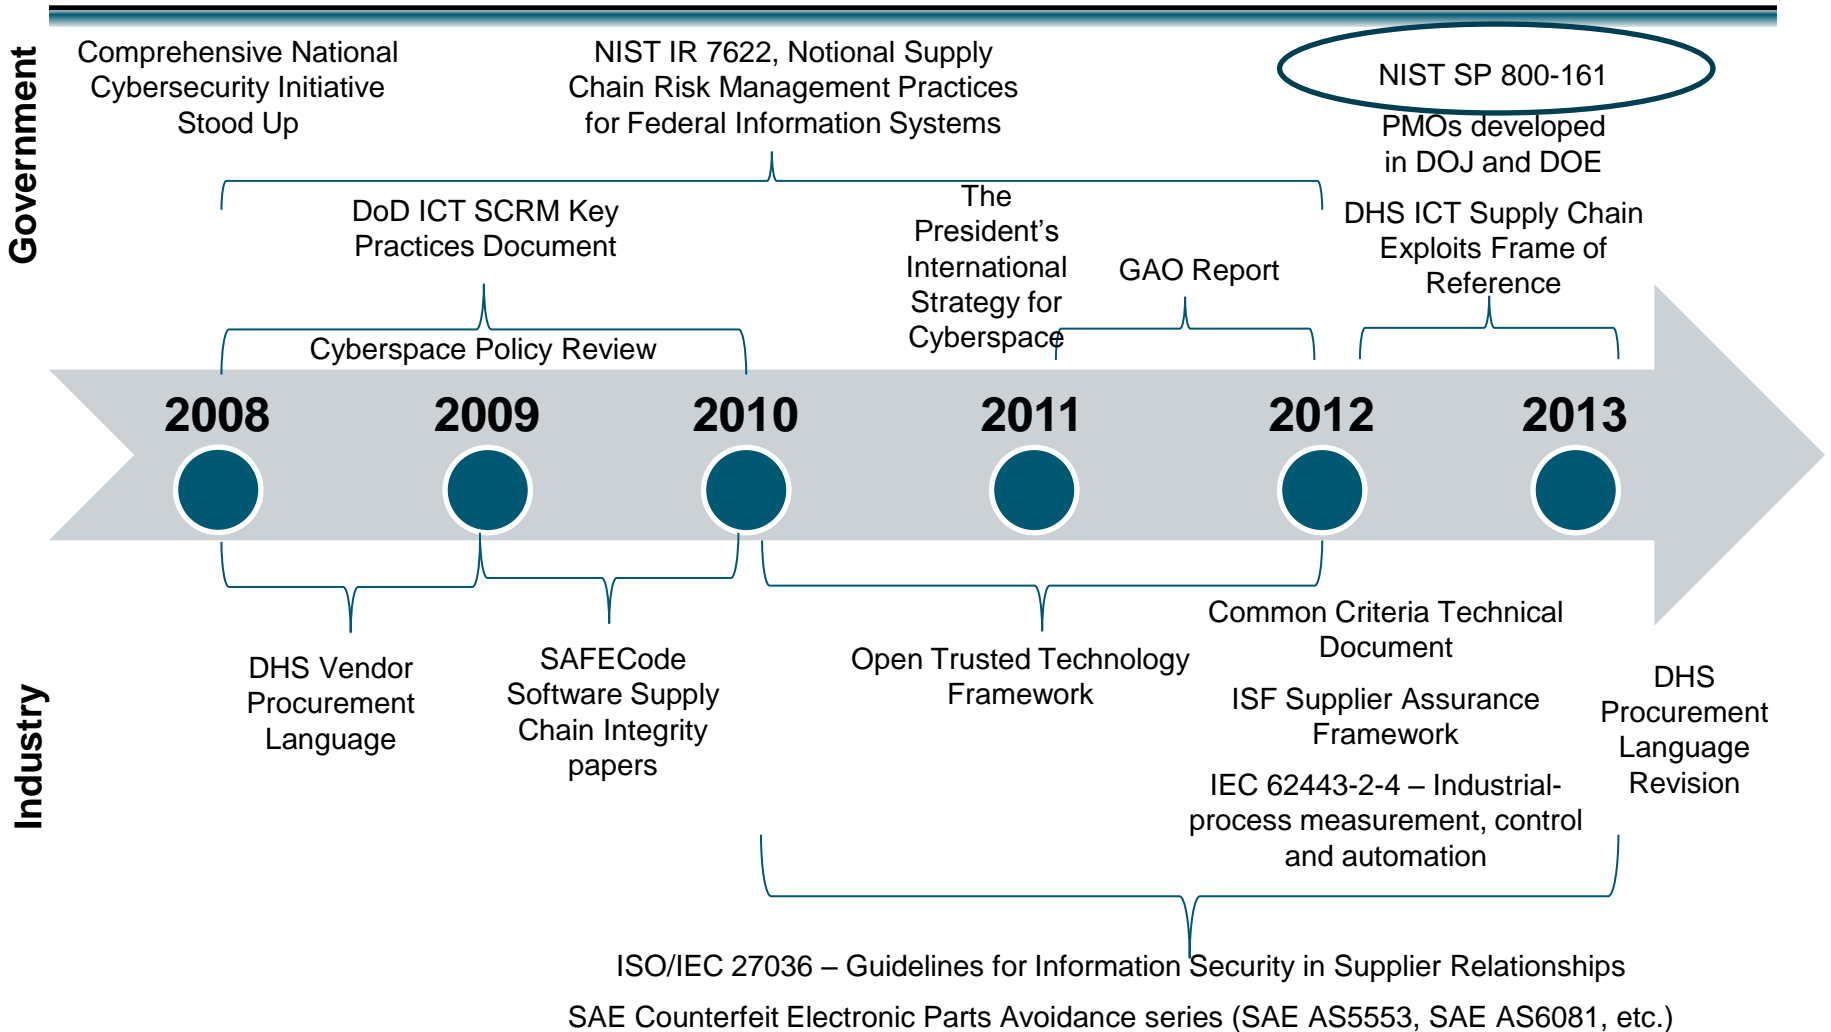 Government
Comprehensive National
Cybersecurity Initiative
Stood Up
NIST IR 7622, Notional Supply
Chain Risk Management Practices
for Federal Information Systems
NIST SP 800-161
PMOs developed
in DOJ and DOE
DoD ICT SCRM Key
Practices Document
The
President’s
International
Strategy for
Cyberspace
GAO Report
DHS ICT Supply Chain
Exploits Frame of
Reference
Cyberspace Policy Review
2008
2009
2010
2011
2012
2013
Industry
DHS Vendor
Procurement
Language
SAFECode
Software Supply
Chain Integrity
papers
Open Trusted Technology
Framework
Common Criteria Technical
Document
ISF Supplier Assurance
Framework
IEC 62443-2-4 – Industrial-
process measurement, control
and automation
DHS
Procurement
Language
Revision
ISO/IEC 27036 – Guidelines for Information Security in Supplier Relationships
SAE Counterfeit Electronic Parts Avoidance series (SAE AS5553, SAE AS6081, etc.)